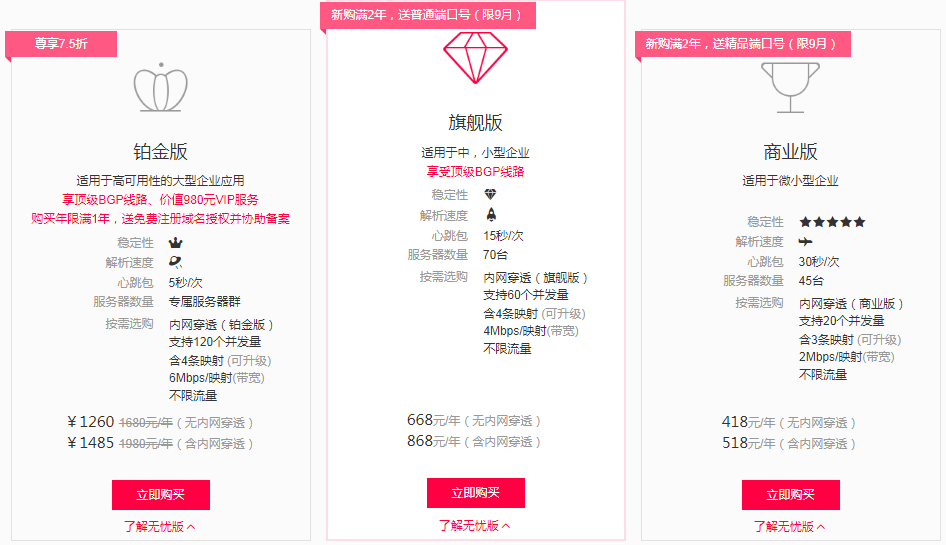 尊享7.5折
铂金版
适用于高可用性的大型企业应用
享顶级BGP线路、价值980元VIP服务
购买年限满1年，送免费注册域名授权并协助备案
稳定性
解析速度
心跳包 5秒/次
服务器数量 专属服务器群
按需选购 内网穿透（铂金版）
支持120个并发量
含4条映射 (可升级)
6Mbps/映射(带宽)
不限流量
￥1260 1680元/年（无内网穿透）
￥1485 1980元/年（含内网穿透）
立即购买
了解无忧版
新购满2年，送普通端口号（限9月）
旗舰版
适用于中，小型企业
享受顶级BGP线路
稳定性
解析速度
心跳包 15秒/次
服务器数量 70台
按需选购 内网穿透（旗舰版）
支持60个并发量
含4条映射 (可升级)
4Mbps/映射(带宽)
不限流量
668元/年（无内网穿透）
868元/年（含内网穿透）
立即购买
了解无忧版
新购满2年，送精品端口号（限9月）
商业版
适用于微小型企业
稳定性 ★★★★★
解析速度
心跳包 30秒/次
服务器数量 45台
按需选购 内网穿透（商业版）
支持20个并发量
含3条映射 (可升级)
2Mbps/映射(带宽)
不限流量
418元/年（无内网穿透）
518元/年（含内网穿透）
立即购买
了解无忧版